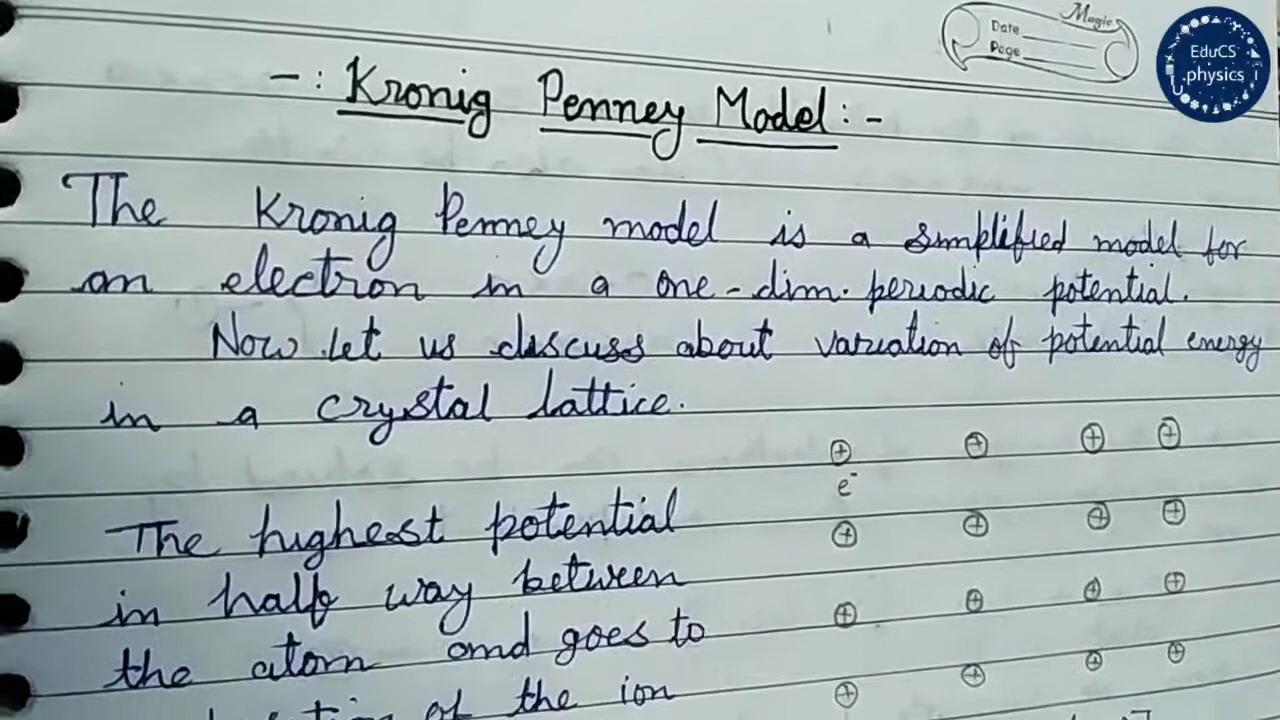 Magic
Date
Page
EduCS
.physics
-: Kronig Penney Model:-
The Kronig Penney model is a simplified model for
an electron in a one-dim. periodic potential.
Now let us discuss about variation of potential energy
in a crystal lattice.
⊕ ⊕ ⊕ ⊕
e⁻
⊕ ⊕ ⊕ ⊕
The highest potential
in half way between
⊕ ⊕ ⊕ ⊕
the atom and goes to
⊕ ⊕ ⊕ ⊕
of the ion